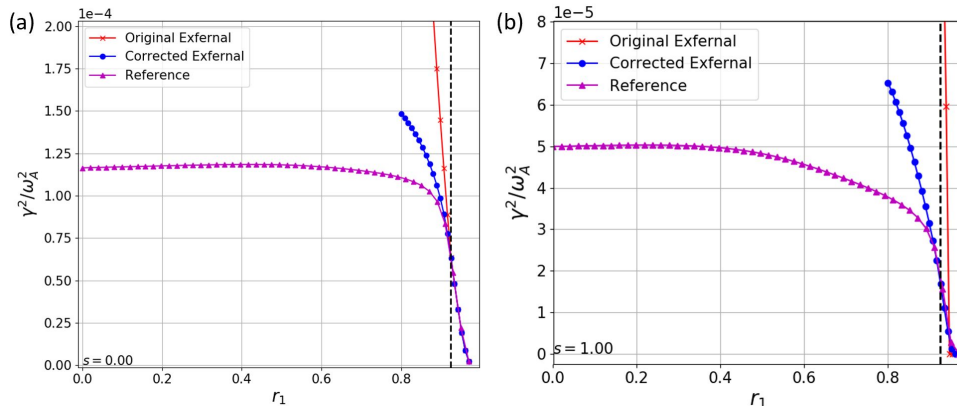 (a)
1e−4
2.00
1.75
1.50
1.25
1.00
0.75
0.50
0.25
0.00
γ²/ω_A²
Original Exfernal
Corrected Exfernal
Reference
s = 0.00
0.0 0.2 0.4 0.6 0.8
r₁
(b)
1e−5
8
7
6
5
4
3
2
1
0
γ²/ω_A²
Original Exfernal
Corrected Exfernal
Reference
s = 1.00
0.0 0.2 0.4 0.6 0.8
r₁